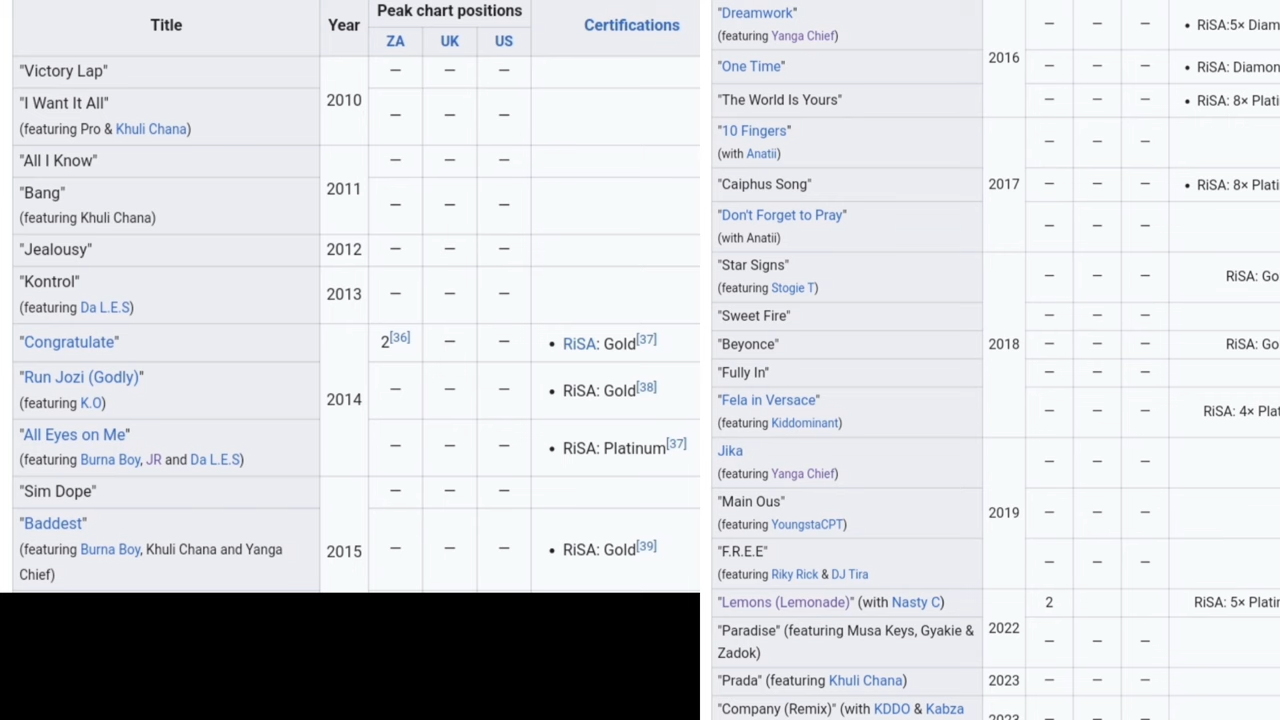 Title Year Peak chart positions Certifications
ZA UK US
"Victory Lap" 2010 – – –
"I Want It All"
(featuring Pro & Khuli Chana) – – –
"All I Know" 2011 – – –
"Bang"
(featuring Khuli Chana) – – –
"Jealousy" 2012 – – –
"Kontrol"
(featuring Da L.E.S) 2013 – – –
"Congratulate" 2014 2[36] – – • RiSA: Gold[37]
"Run Jozi (Godly)"
(featuring K.O) – – – • RiSA: Gold[38]
"All Eyes on Me"
(featuring Burna Boy, JR and Da L.E.S) – – – • RiSA: Platinum[37]
"Sim Dope" 2015 – – –
"Baddest"
(featuring Burna Boy, Khuli Chana and Yanga
Chief) – – – • RiSA: Gold[39]
"Dreamwork"
(featuring Yanga Chief) 2016 – – – • RiSA:5× Diam
"One Time" – – – • RiSA: Diamon
"The World Is Yours" – – – • RiSA: 8× Plati
"10 Fingers"
(with Anatii) 2017 – – –
"Caiphus Song" – – – • RiSA: 8× Plati
"Don't Forget to Pray"
(with Anatii) – – –
"Star Signs"
(featuring Stogie T) 2018 – – – RiSA: Go
"Sweet Fire" – – –
"Beyonce" – – – RiSA: Go
"Fully In" – – –
"Fela in Versace"
(featuring Kiddominant) – – – RiSA: 4× Plat
Jika
(featuring Yanga Chief) 2019 – – –
"Main Ous"
(featuring YoungstaCPT) – – –
"F.R.E.E"
(featuring Riky Rick & DJ Tira – – –
"Lemons (Lemonade)" (with Nasty C) 2022 2 RiSA: 5× Platin
"Paradise" (featuring Musa Keys, Gyakie &
Zadok) – – –
"Prada" (featuring Khuli Chana) 2023 – – –
"Company (Remix)" (with KDDO & Kabza 2023 – – –